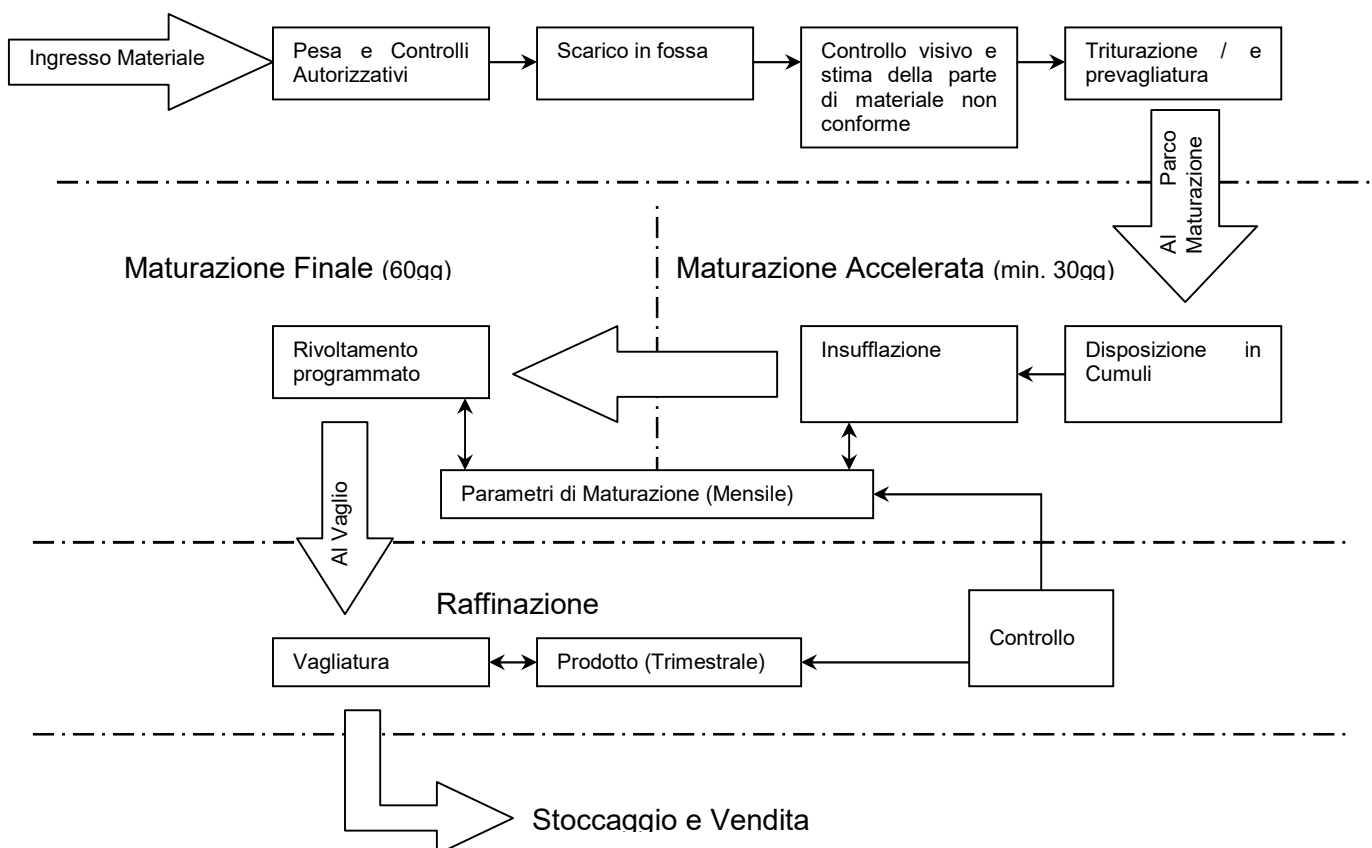 Ingresso Materiale
Pesa e Controlli
Autorizzativi
Scarico in fossa
Controllo visivo e
stima della parte
di materiale non
conforme
Triturazione / e
prevagliatura
Al Parco
Maturazione
Maturazione Finale (60gg)
Maturazione Accelerata (min. 30gg)
Rivoltamento
programmato
Insufflazione
Disposizione in
Cumuli
Parametri di Maturazione (Mensile)
Al Vaglio
Raffinazione
Controllo
Vagliatura
Prodotto (Trimestrale)
Stoccaggio e Vendita